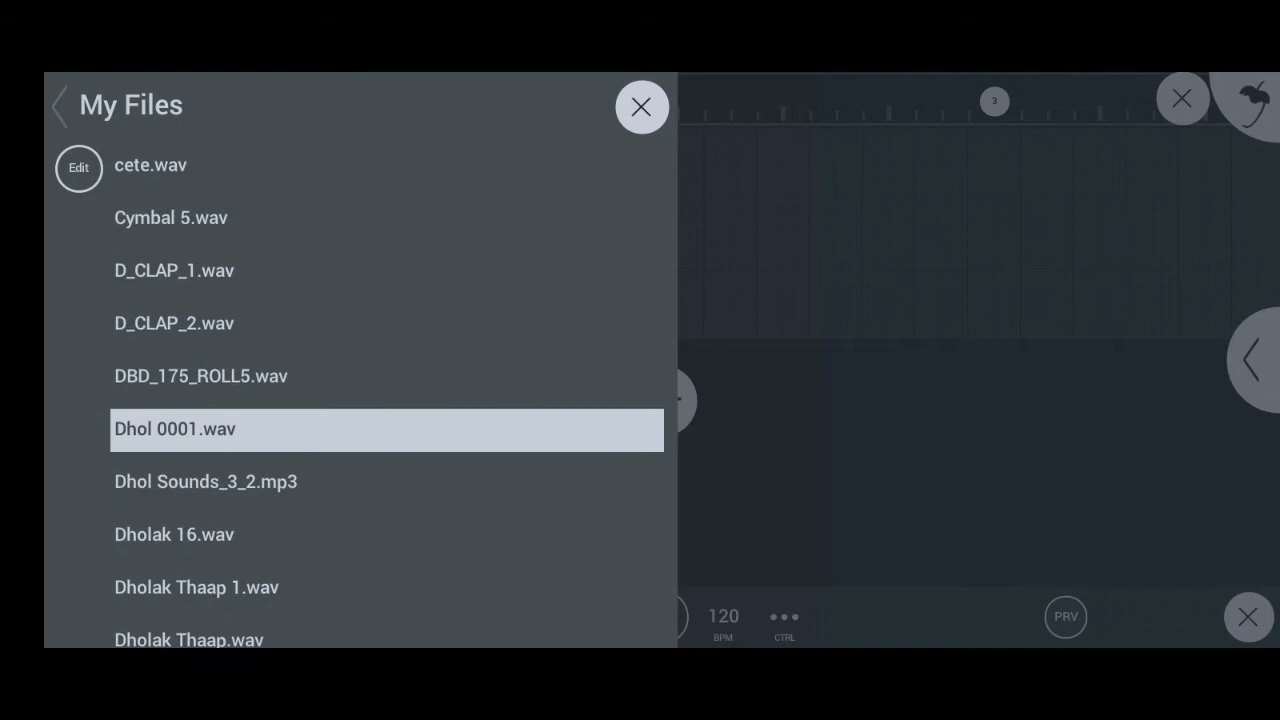 My Files
Edit
cete.wav
Cymbal 5.wav
D_CLAP_1.wav
D_CLAP_2.wav
DBD_175_ROLL5.wav
Dhol 0001.wav
Dhol Sounds_3_2.mp3
Dholak 16.wav
Dholak Thaap 1.wav
Dholak Thaap.wav
3
120
BPM
CTRL
PRV